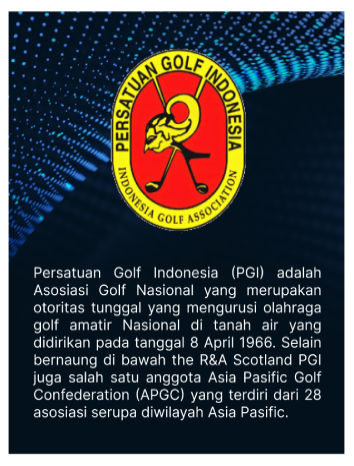 PERSATUAN GOLF INDONESIA
INDONESIA GOLF ASSOCIATION
Persatuan Golf Indonesia (PGI) adalah
Asosiasi Golf Nasional yang merupakan
otoritas tunggal yang mengurusi olahraga
golf amatir Nasional di tanah air yang
didirikan pada tanggal 8 April 1966. Selain
bernaung di bawah the R&A Scotland PGI
juga salah satu anggota Asia Pasific Golf
Confederation (APGC) yang terdiri dari 28
asosiasi serupa diwilayah Asia Pasific.